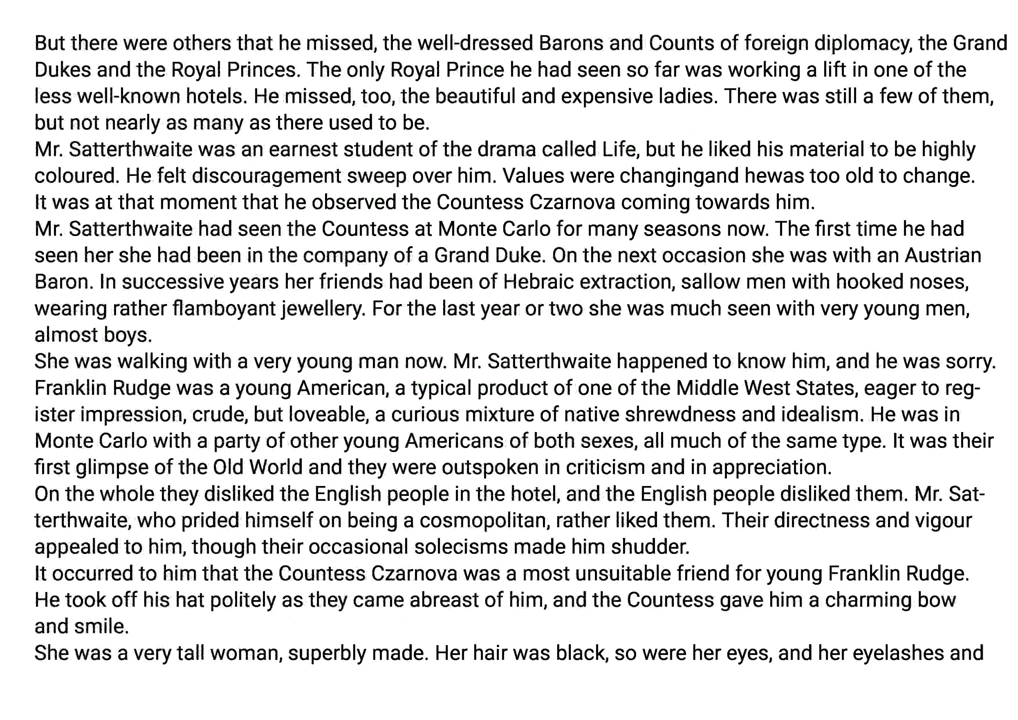 But there were others that he missed, the well-dressed Barons and Counts of foreign diplomacy, the Grand
Dukes and the Royal Princes. The only Royal Prince he had seen so far was working a lift in one of the
less well-known hotels. He missed, too, the beautiful and expensive ladies. There was still a few of them,
but not nearly as many as there used to be.
Mr. Satterthwaite was an earnest student of the drama called Life, but he liked his material to be highly
coloured. He felt discouragement sweep over him. Values were changingand hewas too old to change.
It was at that moment that he observed the Countess Czarnova coming towards him.
Mr. Satterthwaite had seen the Countess at Monte Carlo for many seasons now. The first time he had
seen her she had been in the company of a Grand Duke. On the next occasion she was with an Austrian
Baron. In successive years her friends had been of Hebraic extraction, sallow men with hooked noses,
wearing rather flamboyant jewellery. For the last year or two she was much seen with very young men,
almost boys.
She was walking with a very young man now. Mr. Satterthwaite happened to know him, and he was sorry.
Franklin Rudge was a young American, a typical product of one of the Middle West States, eager to reg-
ister impression, crude, but loveable, a curious mixture of native shrewdness and idealism. He was in
Monte Carlo with a party of other young Americans of both sexes, all much of the same type. It was their
first glimpse of the Old World and they were outspoken in criticism and in appreciation.
On the whole they disliked the English people in the hotel, and the English people disliked them. Mr. Sat-
terthwaite, who prided himself on being a cosmopolitan, rather liked them. Their directness and vigour
appealed to him, though their occasional solecisms made him shudder.
It occurred to him that the Countess Czarnova was a most unsuitable friend for young Franklin Rudge.
He took off his hat politely as they came abreast of him, and the Countess gave him a charming bow
and smile.
She was a very tall woman, superbly made. Her hair was black, so were her eyes, and her eyelashes and